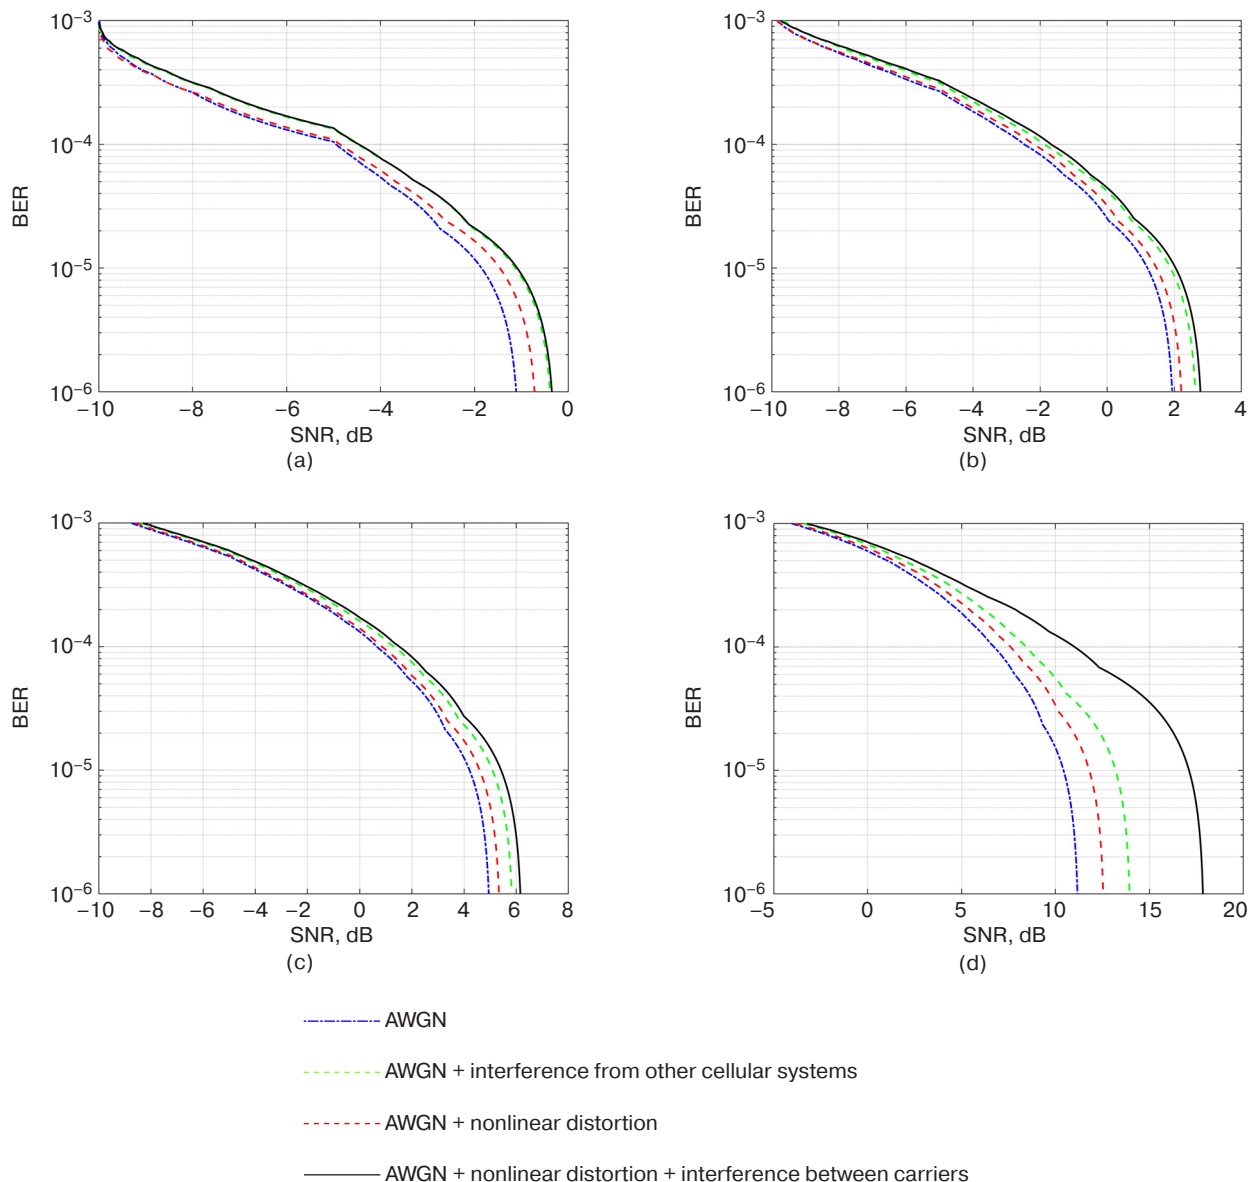 10⁻³
10⁻⁴
10⁻⁵
10⁻⁶
BER
−10 −8 −6 −4 −2 0
SNR, dB
(a)
10⁻³
10⁻⁴
10⁻⁵
10⁻⁶
BER
−10 −8 −6 −4 −2 0 2 4
SNR, dB
(b)
10⁻³
10⁻⁴
10⁻⁵
10⁻⁶
BER
−10 −8 −6 −4 −2 0 2 4 6 8
SNR, dB
(c)
10⁻³
10⁻⁴
10⁻⁵
10⁻⁶
BER
−5 0 5 10 15 20
SNR, dB
(d)
AWGN
AWGN + interference from other cellular systems
AWGN + nonlinear distortion
AWGN + nonlinear distortion + interference between carriers